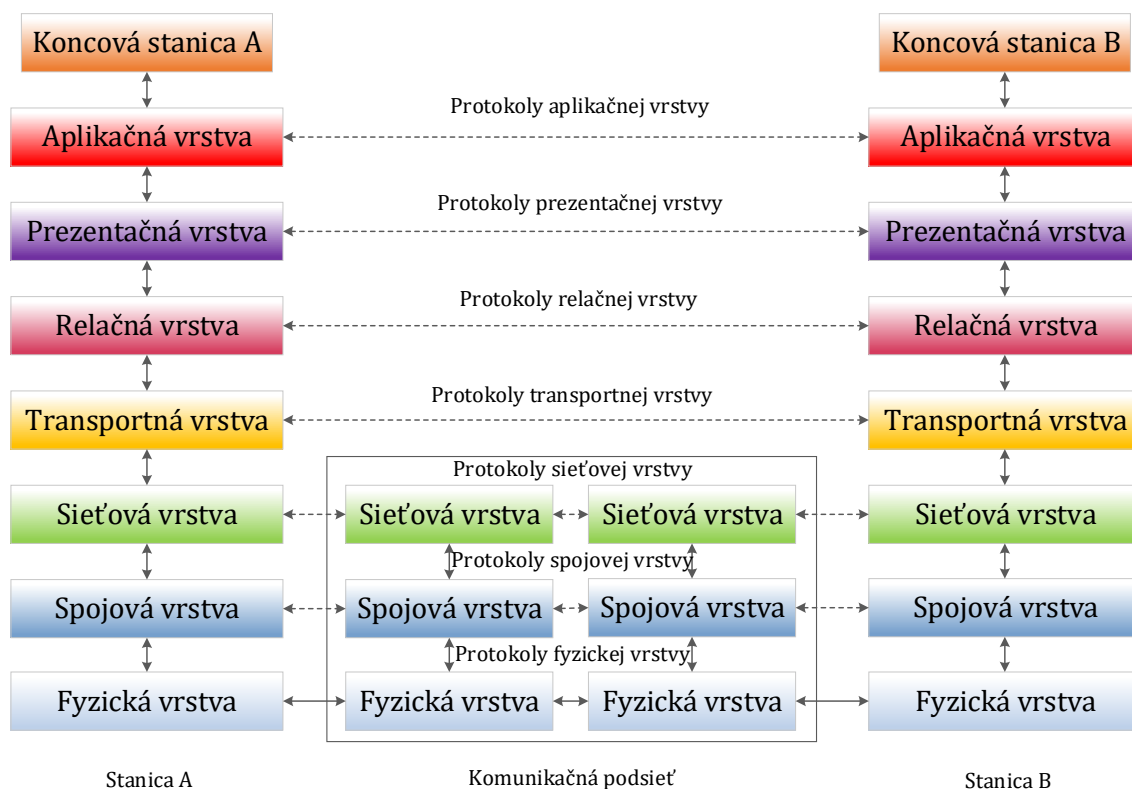 Koncová stanica A
Koncová stanica B
Protokoly aplikačnej vrstvy
Aplikačná vrstva
Aplikačná vrstva
Protokoly prezentačnej vrstvy
Prezentačná vrstva
Prezentačná vrstva
Protokoly relačnej vrstvy
Relačná vrstva
Relačná vrstva
Protokoly transportnej vrstvy
Transportná vrstva
Transportná vrstva
Protokoly sieťovej vrstvy
Sieťová vrstva
Sieťová vrstva
Sieťová vrstva
Sieťová vrstva
Protokoly spojovej vrstvy
Spojová vrstva
Spojová vrstva
Spojová vrstva
Spojová vrstva
Protokoly fyzickej vrstvy
Fyzická vrstva
Fyzická vrstva
Fyzická vrstva
Fyzická vrstva
Stanica A
Komunikačná podsieť
Stanica B